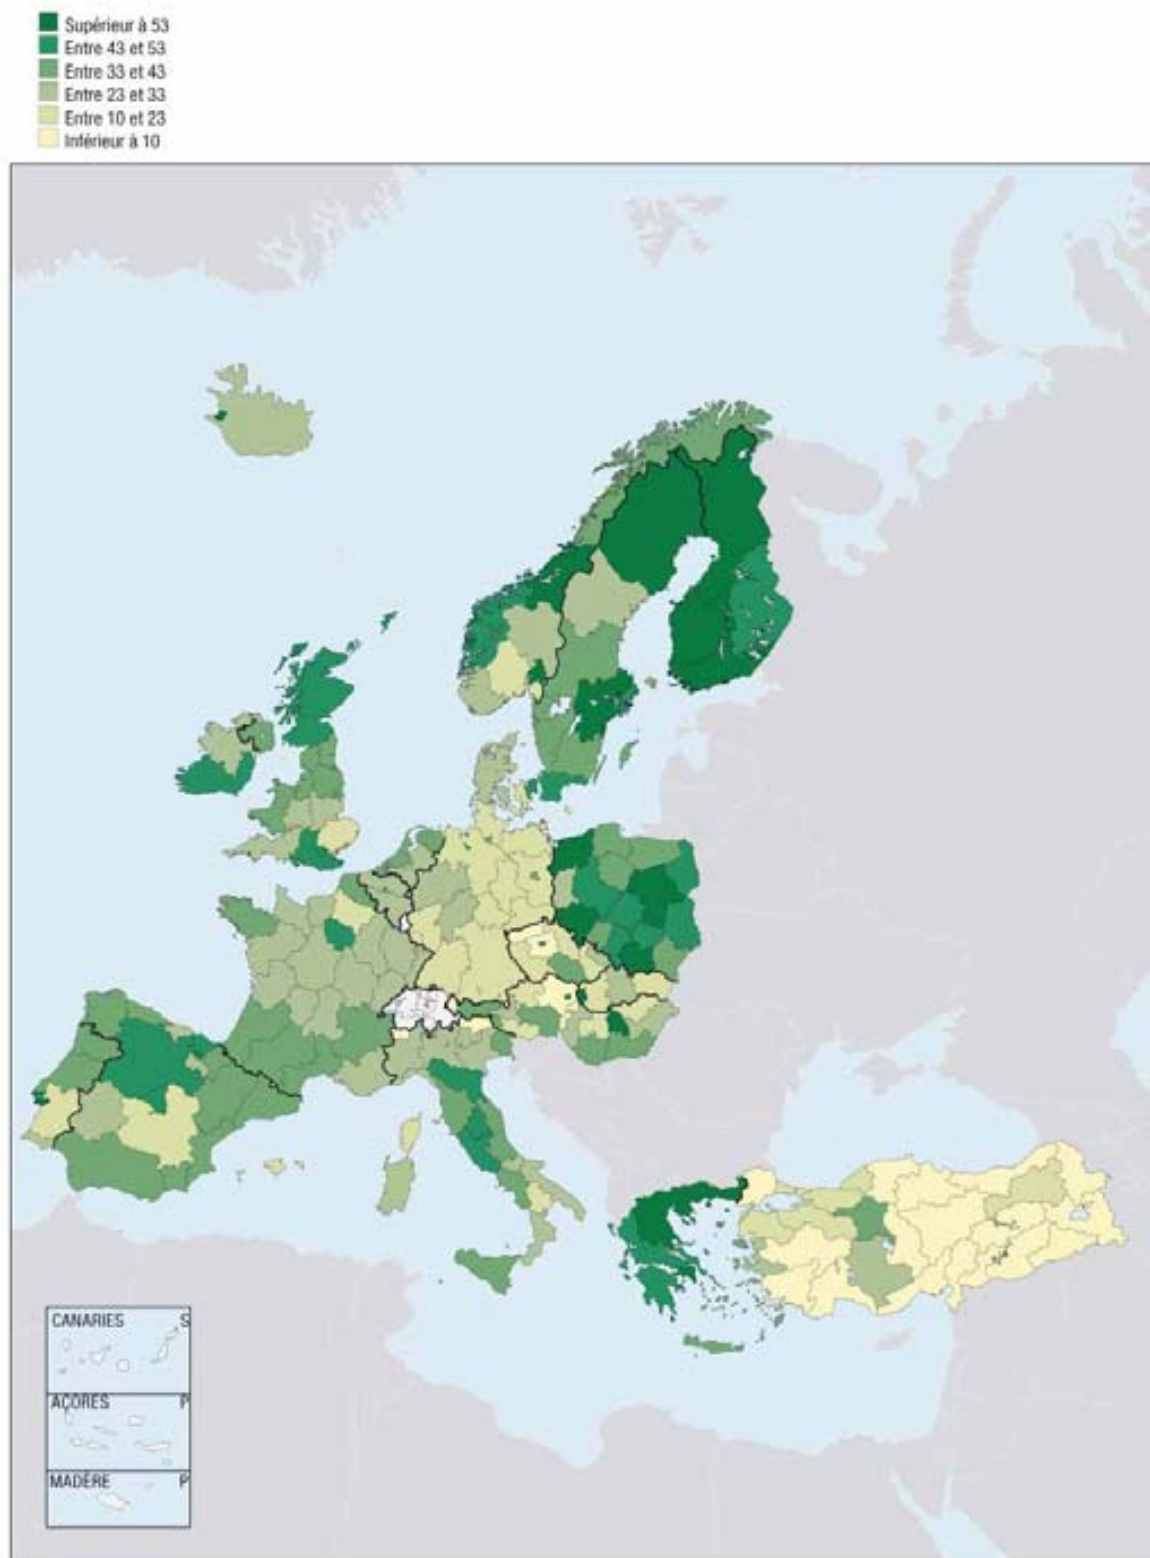 Supérieur à 53
Entre 43 et 53
Entre 33 et 43
Entre 23 et 33
Entre 10 et 23
Inférieur à 10
CANARIES S
AÇORES P
MADÈRE P